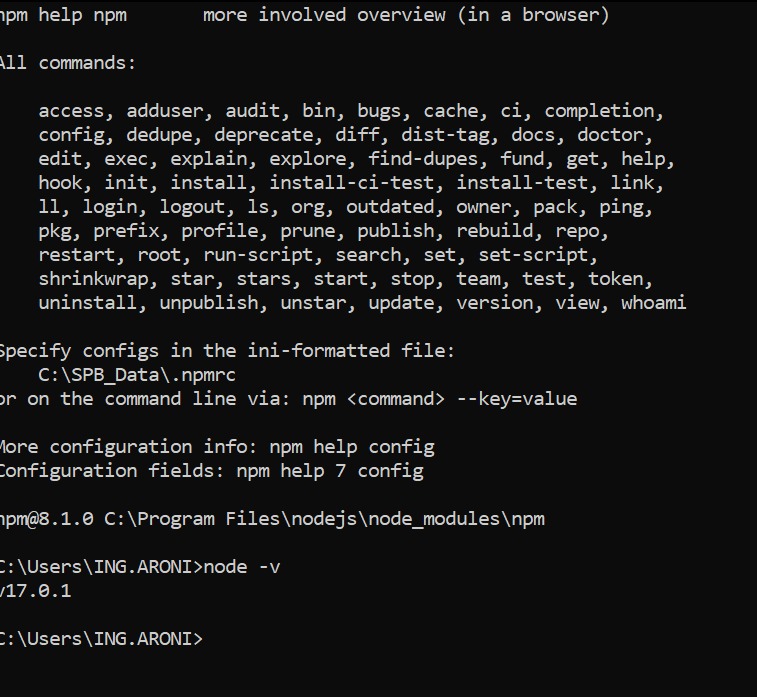 npm help npm       more involved overview (in a browser)

All commands:

    access, adduser, audit, bin, bugs, cache, ci, completion,
    config, dedupe, deprecate, diff, dist-tag, docs, doctor,
    edit, exec, explain, explore, find-dupes, fund, get, help,
    hook, init, install, install-ci-test, install-test, link,
    ll, login, logout, ls, org, outdated, owner, pack, ping,
    pkg, prefix, profile, prune, publish, rebuild, repo,
    restart, root, run-script, search, set, set-script,
    shrinkwrap, star, stars, start, stop, team, test, token,
    uninstall, unpublish, unstar, update, version, view, whoami

Specify configs in the ini-formatted file:
    C:\SPB_Data\.npmrc
or on the command line via: npm <command> --key=value

More configuration info: npm help config
Configuration fields: npm help 7 config

npm@8.1.0 C:\Program Files\nodejs\node_modules\npm

C:\Users\ING.ARONI>node -v
v17.0.1

C:\Users\ING.ARONI>